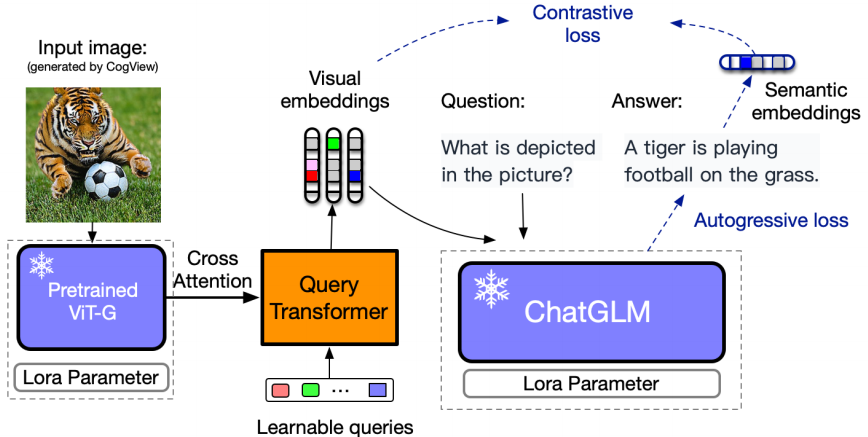 Input image:
(generated by CogView)
Visual
embeddings
Contrastive
loss
Semantic
embeddings
Question:
What is depicted
in the picture?
Answer:
A tiger is playing
football on the grass.
Autogressive loss
Pretrained
ViT-G
Lora Parameter
Cross
Attention
Query
Transformer
Learnable queries
ChatGLM
Lora Parameter